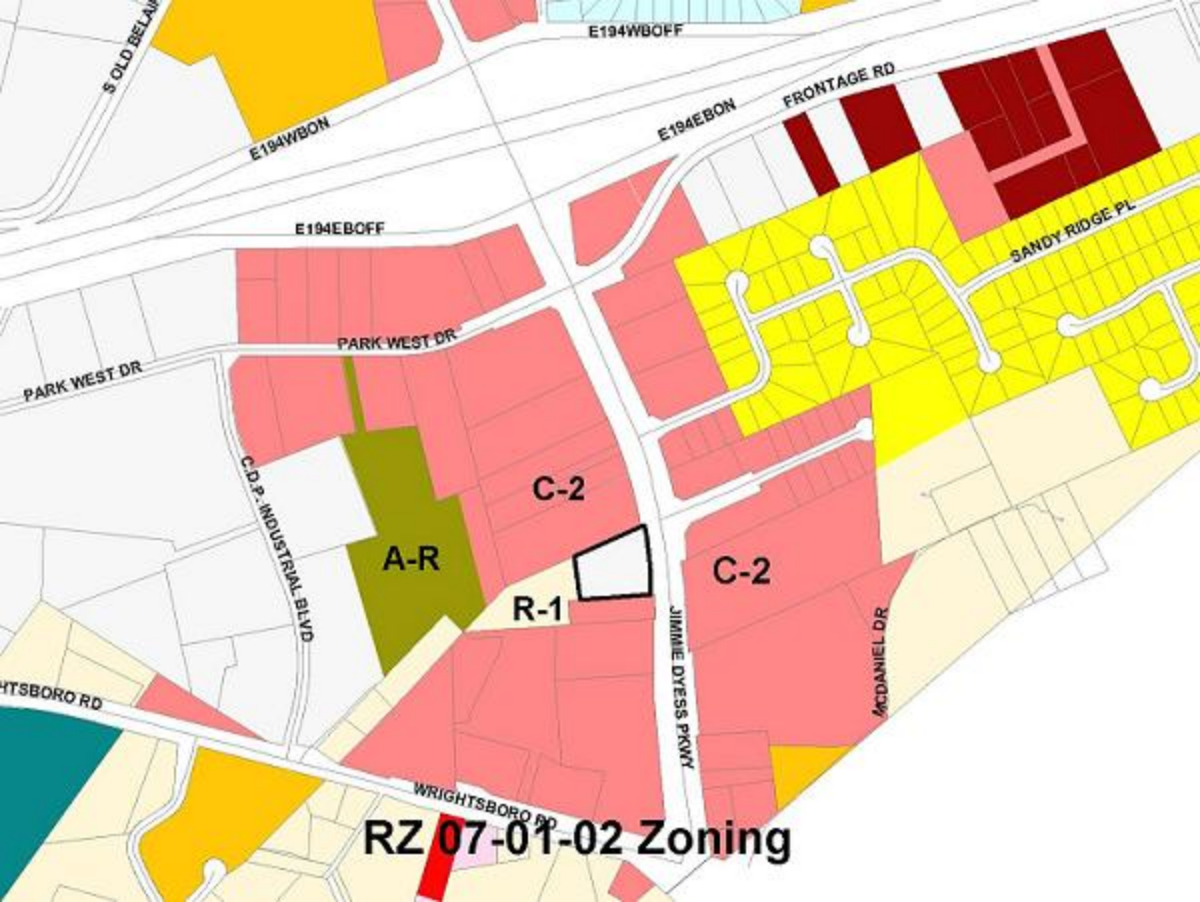 S OLD BELAIR
E194WBOFF
E194WBON
E194EBON
FRONTAGE RD
E194EBOFF
SANDY RIDGE PL
PARK WEST DR
PARK WEST DR
C.D.P. INDUSTRIAL BLVD
C-2
A-R
C-2
R-1
JIMMIE DYESS PKWY
MCDANIEL DR
HTSBORO RD
WRIGHTSBORO RD
RZ 07-01-02 Zoning